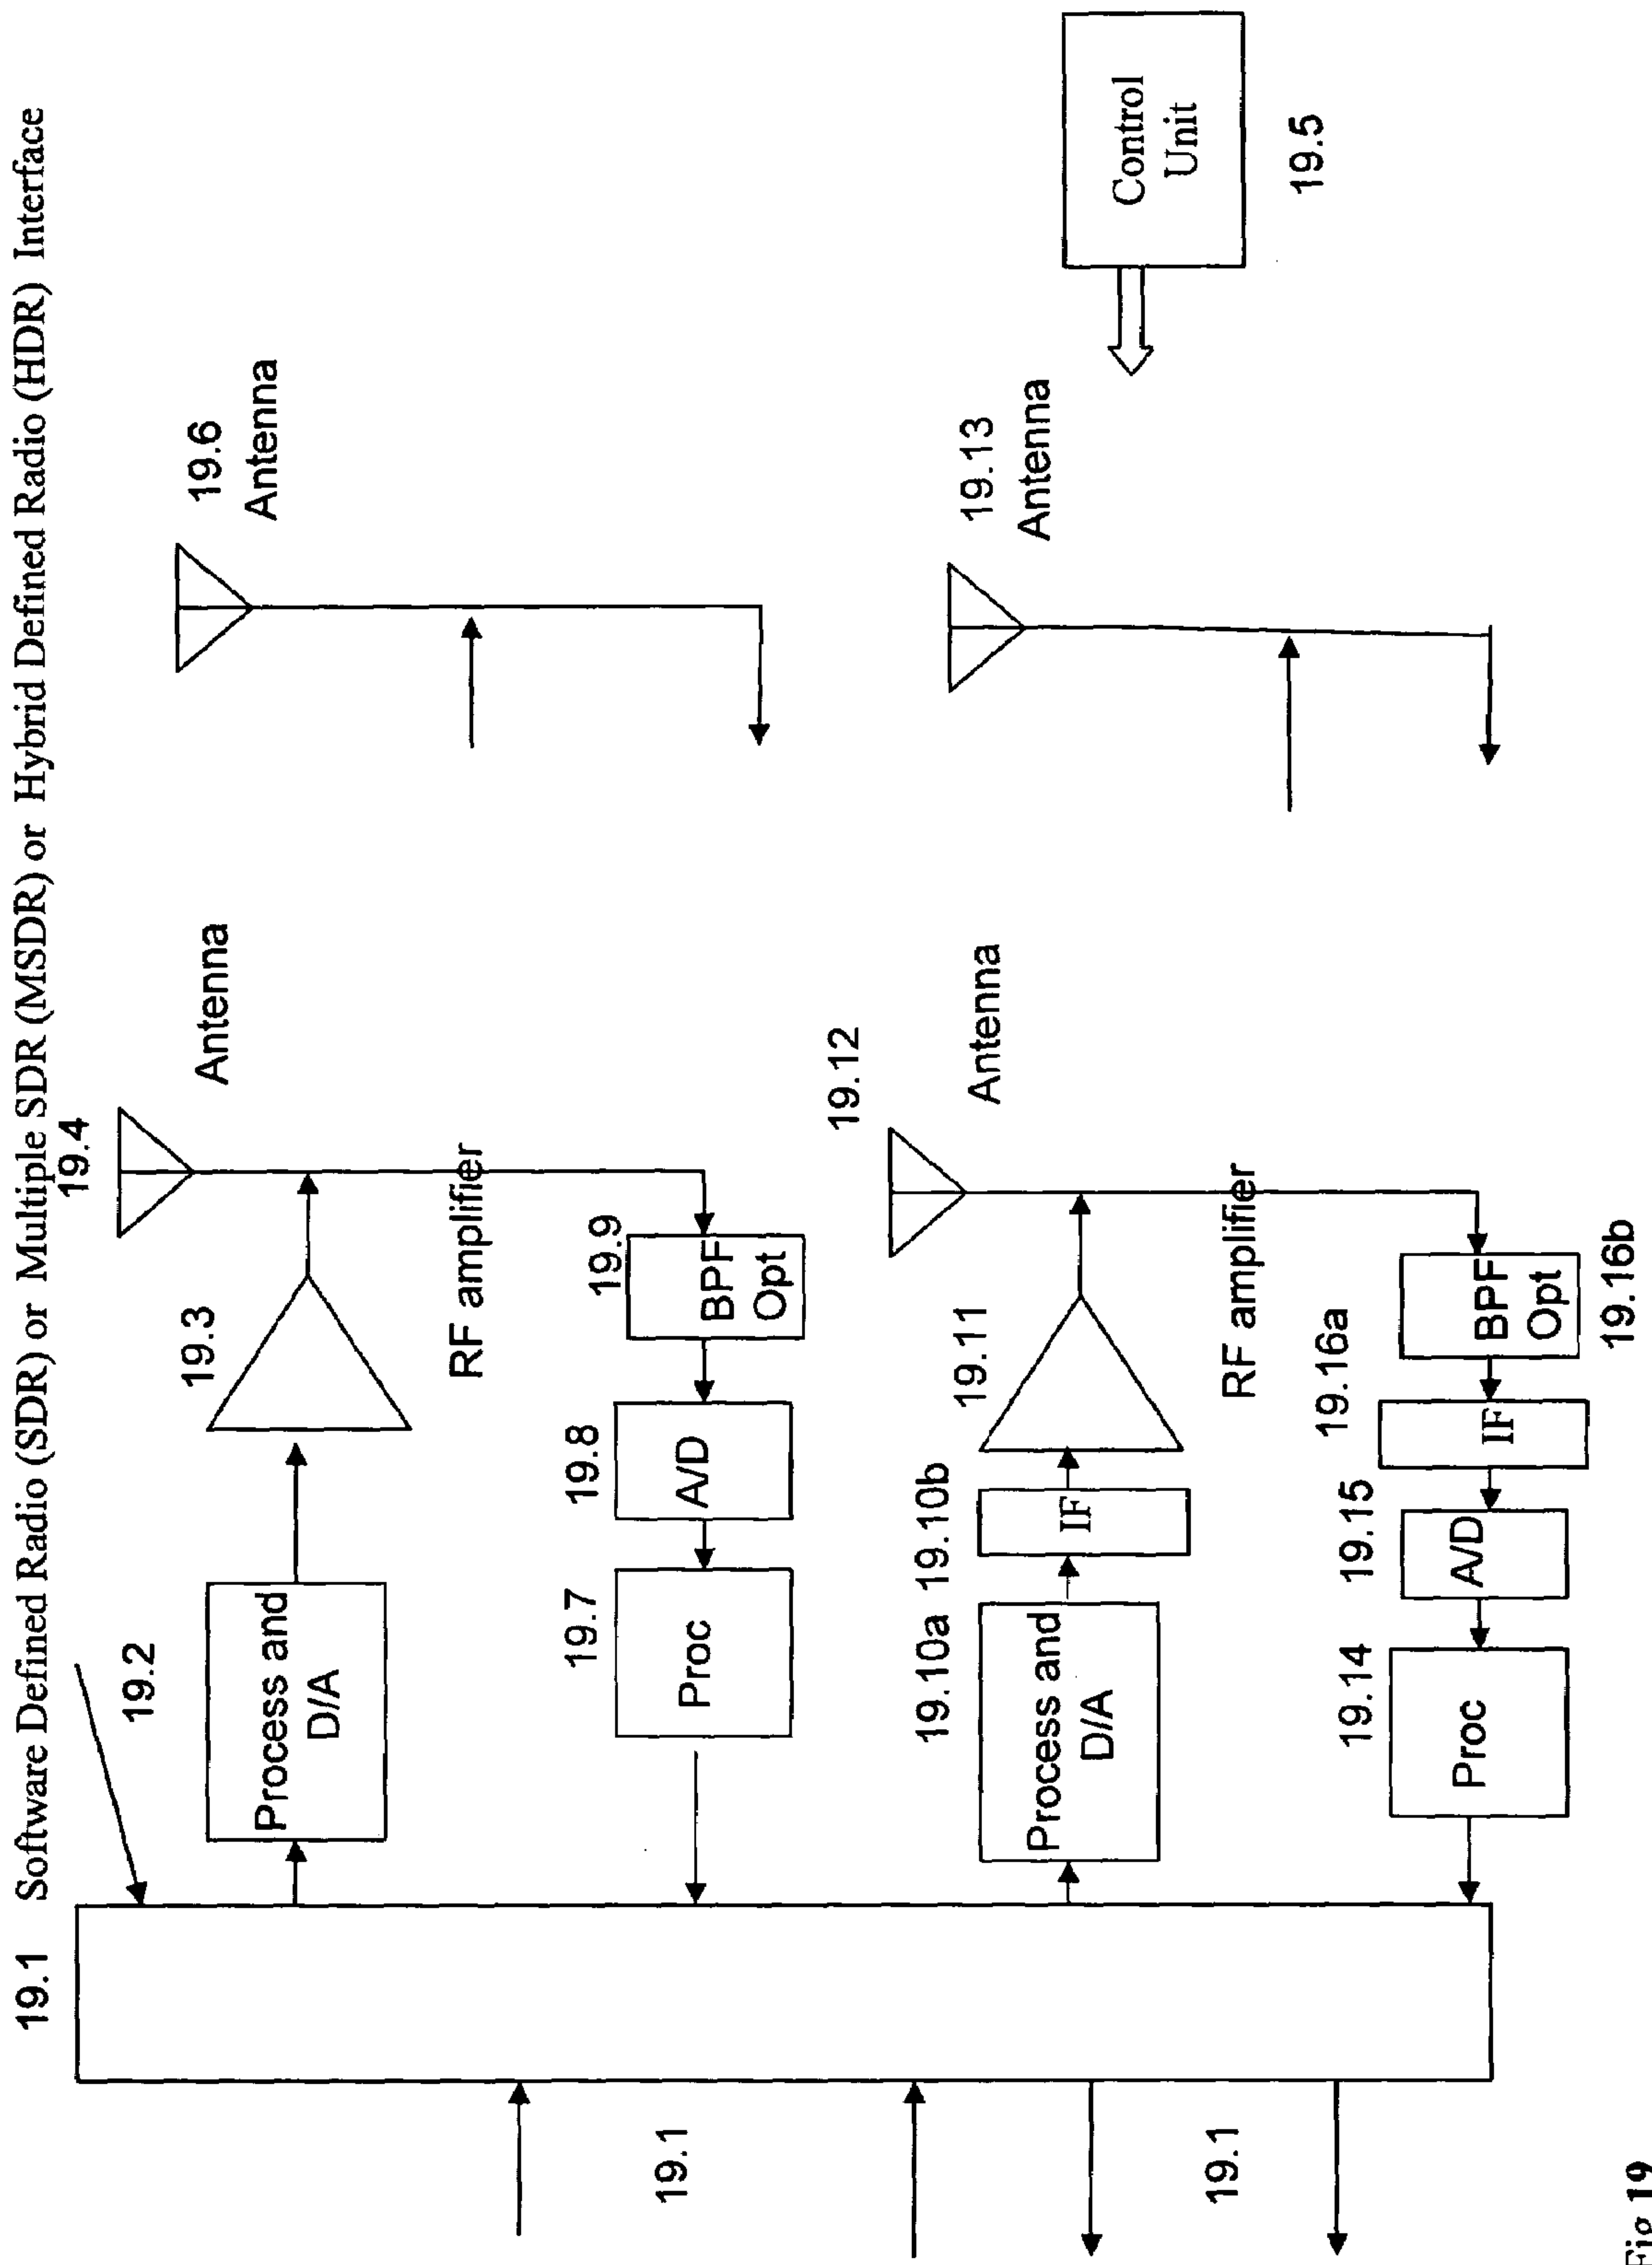 19.1 Software Defined Radio (SDR) or Multiple SDR (MSDR) or Hybrid Defined Radio (HDR) Interface
19.2
19.3
19.4
Antenna
19.6
Antenna
Process and
D/A
RF amplifier
19.7
19.8
19.9
Proc
A/D
BPF
Opt
19.1
19.10a
19.10b
19.11
19.12
Antenna
19.13
Antenna
Process and
D/A
IF
RF amplifier
Control
Unit
19.5
19.14
19.15
19.16a
Proc
A/D
IF
BPF
Opt
19.16b
19.1
Fig 19